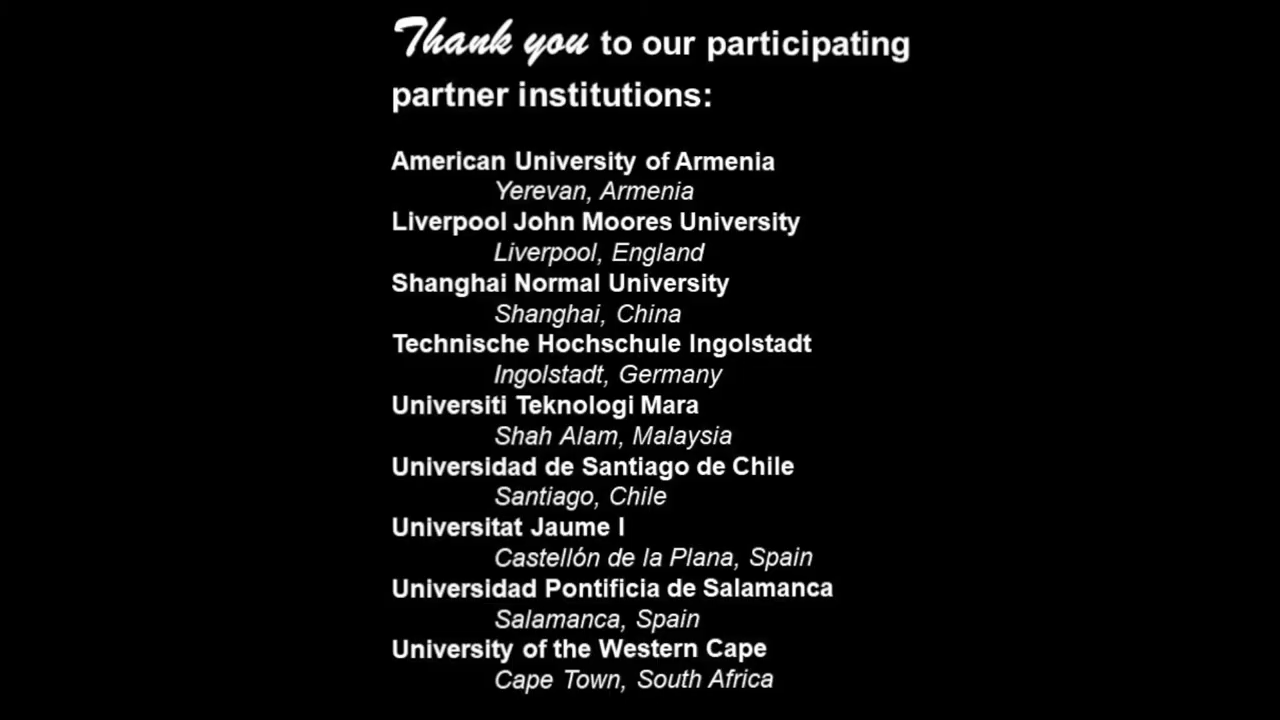 Thank you to our participating
partner institutions:
American University of Armenia
Yerevan, Armenia
Liverpool John Moores University
Liverpool, England
Shanghai Normal University
Shanghai, China
Technische Hochschule Ingolstadt
Ingolstadt, Germany
Universiti Teknologi Mara
Shah Alam, Malaysia
Universidad de Santiago de Chile
Santiago, Chile
Universitat Jaume I
Castellón de la Plana, Spain
Universidad Pontificia de Salamanca
Salamanca, Spain
University of the Western Cape
Cape Town, South Africa